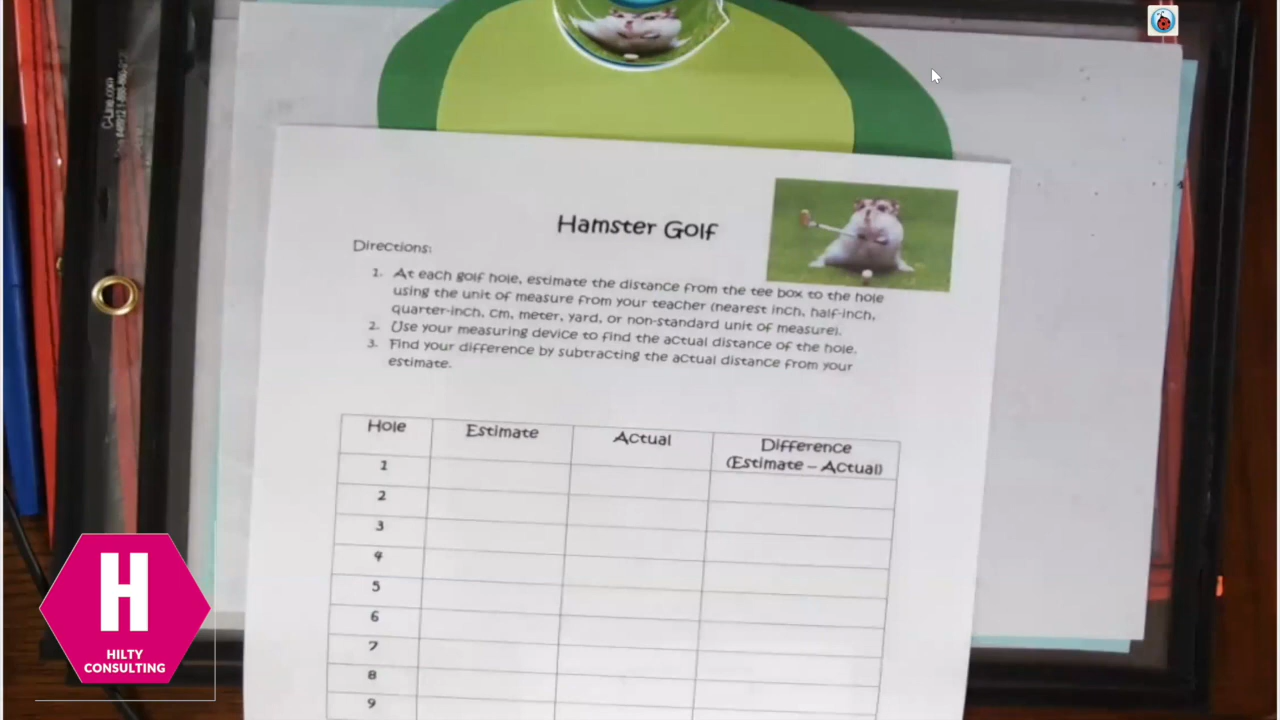 C-Line.com
Hamster Golf
Directions:
1. At each golf hole, estimate the distance from the tee box to the hole
using the unit of measure from your teacher (nearest inch, half-inch,
quarter-inch, cm, meter, yard, or non-standard unit of measure).
2. Use your measuring device to find the actual distance of the hole.
3. Find your difference by subtracting the actual distance from your
estimate.
Hole Estimate Actual Difference
(Estimate – Actual)
1
2
3
4
5
6
7
8
9
H
HILTY
CONSULTING